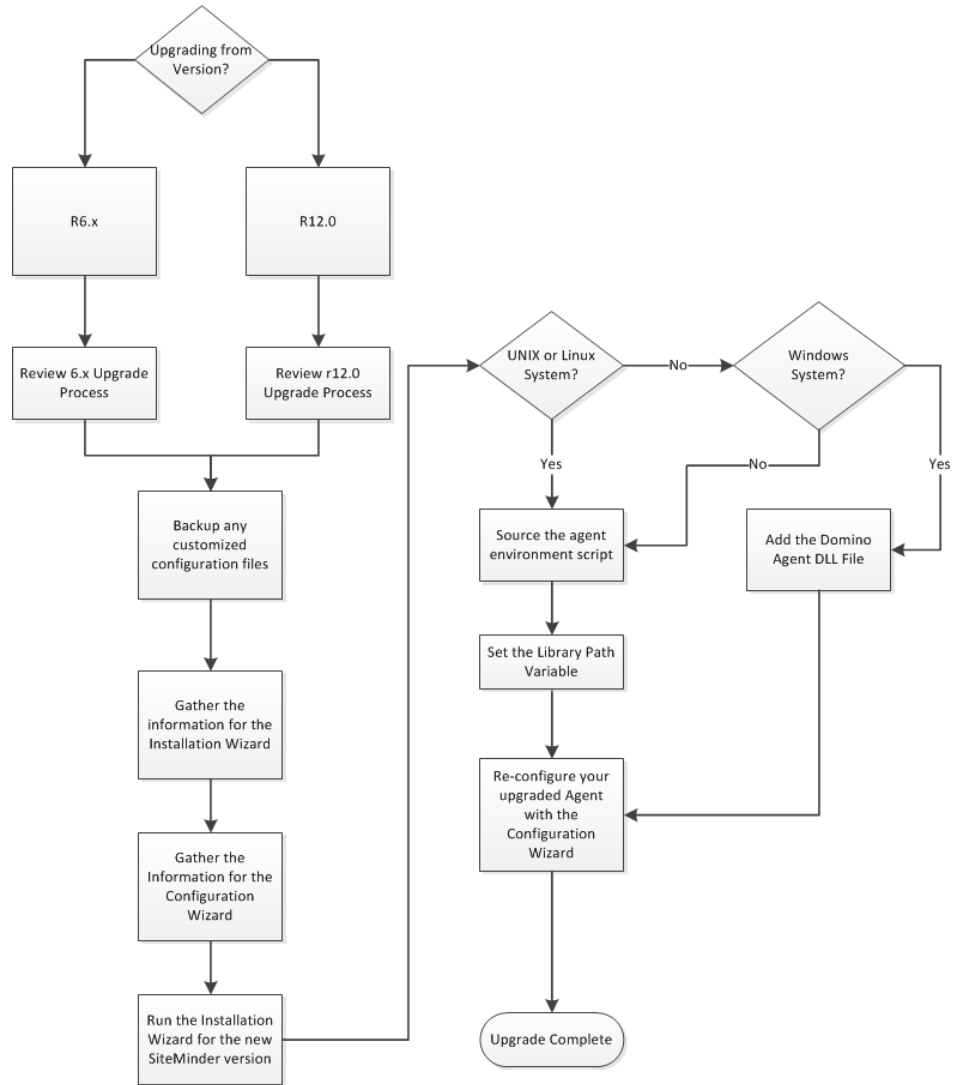 Upgrading from
Version?
R6.x
R12.0
Review 6.x Upgrade
Process
Review r12.0
Upgrade Process
Backup any
customized
configuration files
Gather the
information for the
Installation Wizard
Gather the
Information for the
Configuration
Wizard
Run the Installation
Wizard for the new
SiteMinder version
UNIX or Linux
System?
No
Windows
System?
Yes
No
Yes
Source the agent
environment script
Add the Domino
Agent DLL File
Set the Library Path
Variable
Re-configure your
upgraded Agent
with the
Configuration
Wizard
Upgrade Complete